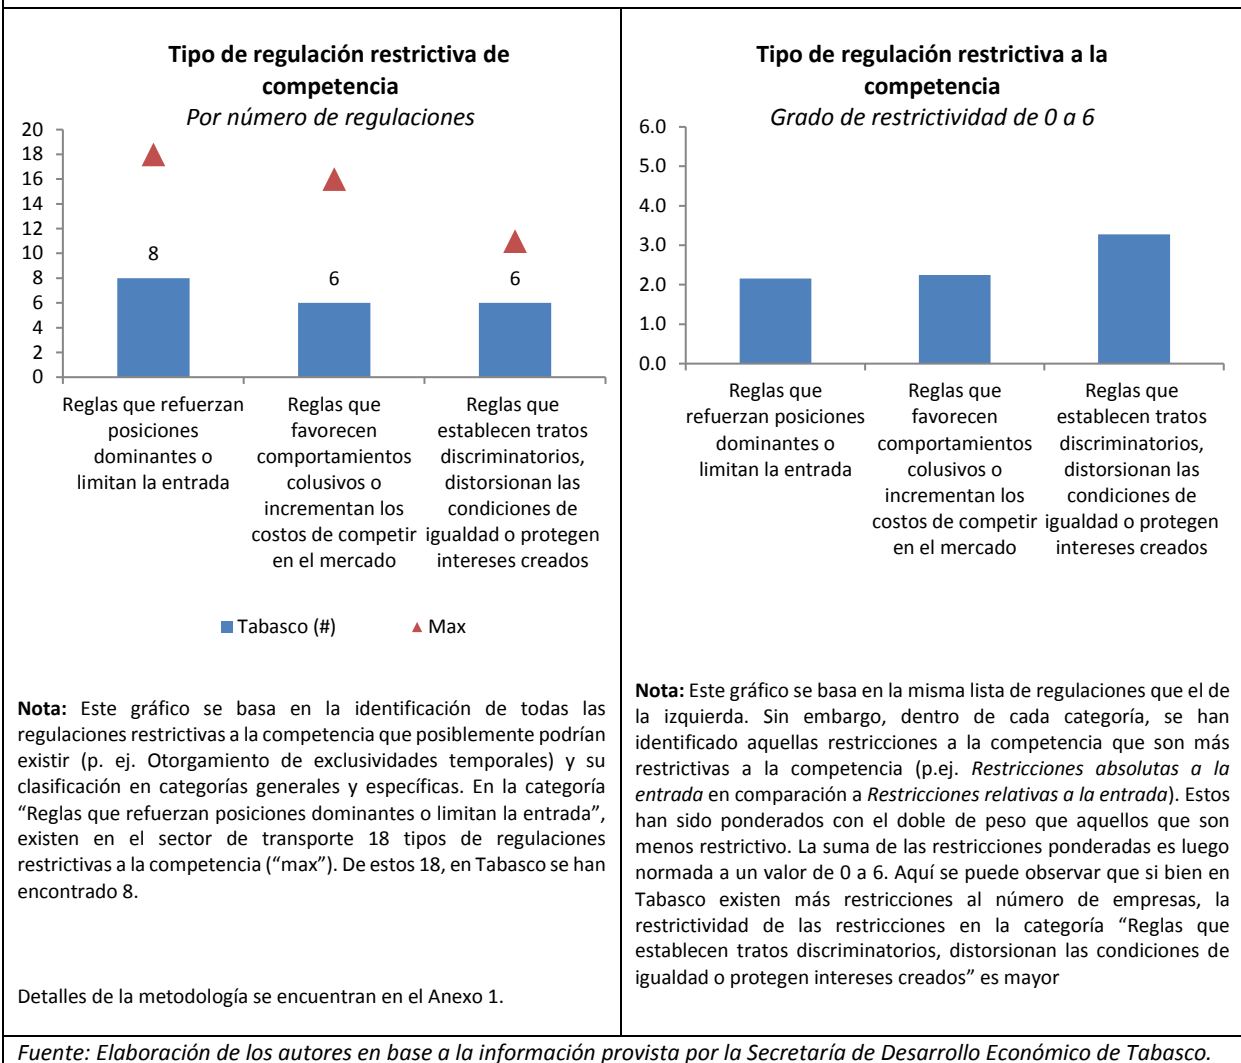 Tipo de regulación restrictiva de
competencia
Por número de regulaciones
20
18
16
14
12
10
8
6
4
2
0
8
6
6
Reglas que refuerzan
posiciones
dominantes o
limitan la entrada
Reglas que
favorecen
comportamientos
colusivos o
incrementan los
costos de competir
en el mercado
Reglas que
establecen tratos
discriminatorios,
distorsionan las
condiciones de
igualdad o protegen
intereses creados
Tabasco (#)
Max
Nota: Este gráfico se basa en la identificación de todas las
regulaciones restrictivas a la competencia que posiblemente podrían
existir (p. ej. Otorgamiento de exclusividades temporales) y su
clasificación en categorías generales y específicas. En la categoría
“Reglas que refuerzan posiciones dominantes o limitan la entrada”,
existen en el sector de transporte 18 tipos de regulaciones
restrictivas a la competencia (“max”). De estos 18, en Tabasco se han
encontrado 8.
Detalles de la metodología se encuentran en el Anexo 1.
Tipo de regulación restrictiva a la
competencia
Grado de restrictividad de 0 a 6
6.0
5.0
4.0
3.0
2.0
1.0
0.0
Reglas que
refuerzan posiciones
dominantes o
limitan la entrada
Reglas que
favorecen
comportamientos
colusivos o
incrementan los
costos de competir
en el mercado
Reglas que
establecen tratos
discriminatorios,
distorsionan las
condiciones de
igualdad o protegen
intereses creados
Nota: Este gráfico se basa en la misma lista de regulaciones que el de
la izquierda. Sin embargo, dentro de cada categoría, se han
identificado aquellas restricciones a la competencia que son más
restrictivas a la competencia (p.ej. Restricciones absolutas a la
entrada en comparación a Restricciones relativas a la entrada). Estos
han sido ponderados con el doble de peso que aquellos que son
menos restrictivo. La suma de las restricciones ponderadas es luego
normada a un valor de 0 a 6. Aquí se puede observar que si bien en
Tabasco existen más restricciones al número de empresas, la
restrictividad de las restricciones en la categoría “Reglas que
establecen tratos discriminatorios, distorsionan las condiciones de
igualdad o protegen intereses creados” es mayor
Fuente: Elaboración de los autores en base a la información provista por la Secretaría de Desarrollo Económico de Tabasco.